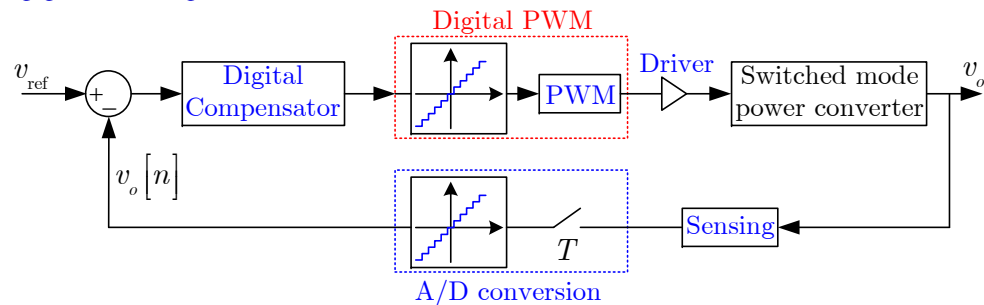 Digital PWM
v_ref
+
−
Digital
Compensator
PWM
Driver
Switched mode
power converter
v_o
v_o[n]
T
Sensing
A/D conversion